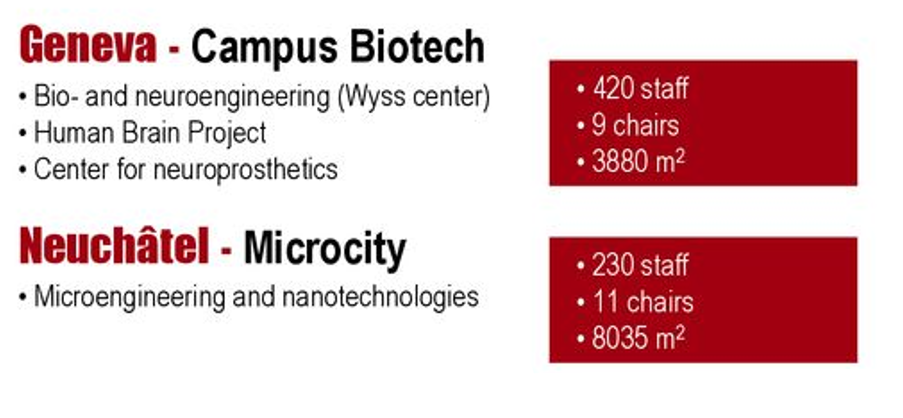 Geneva - Campus Biotech
• Bio- and neuroengineering (Wyss center)
• Human Brain Project
• Center for neuroprosthetics
• 420 staff
• 9 chairs
• 3880 m²
Neuchâtel - Microcity
• Microengineering and nanotechnologies
• 230 staff
• 11 chairs
• 8035 m²